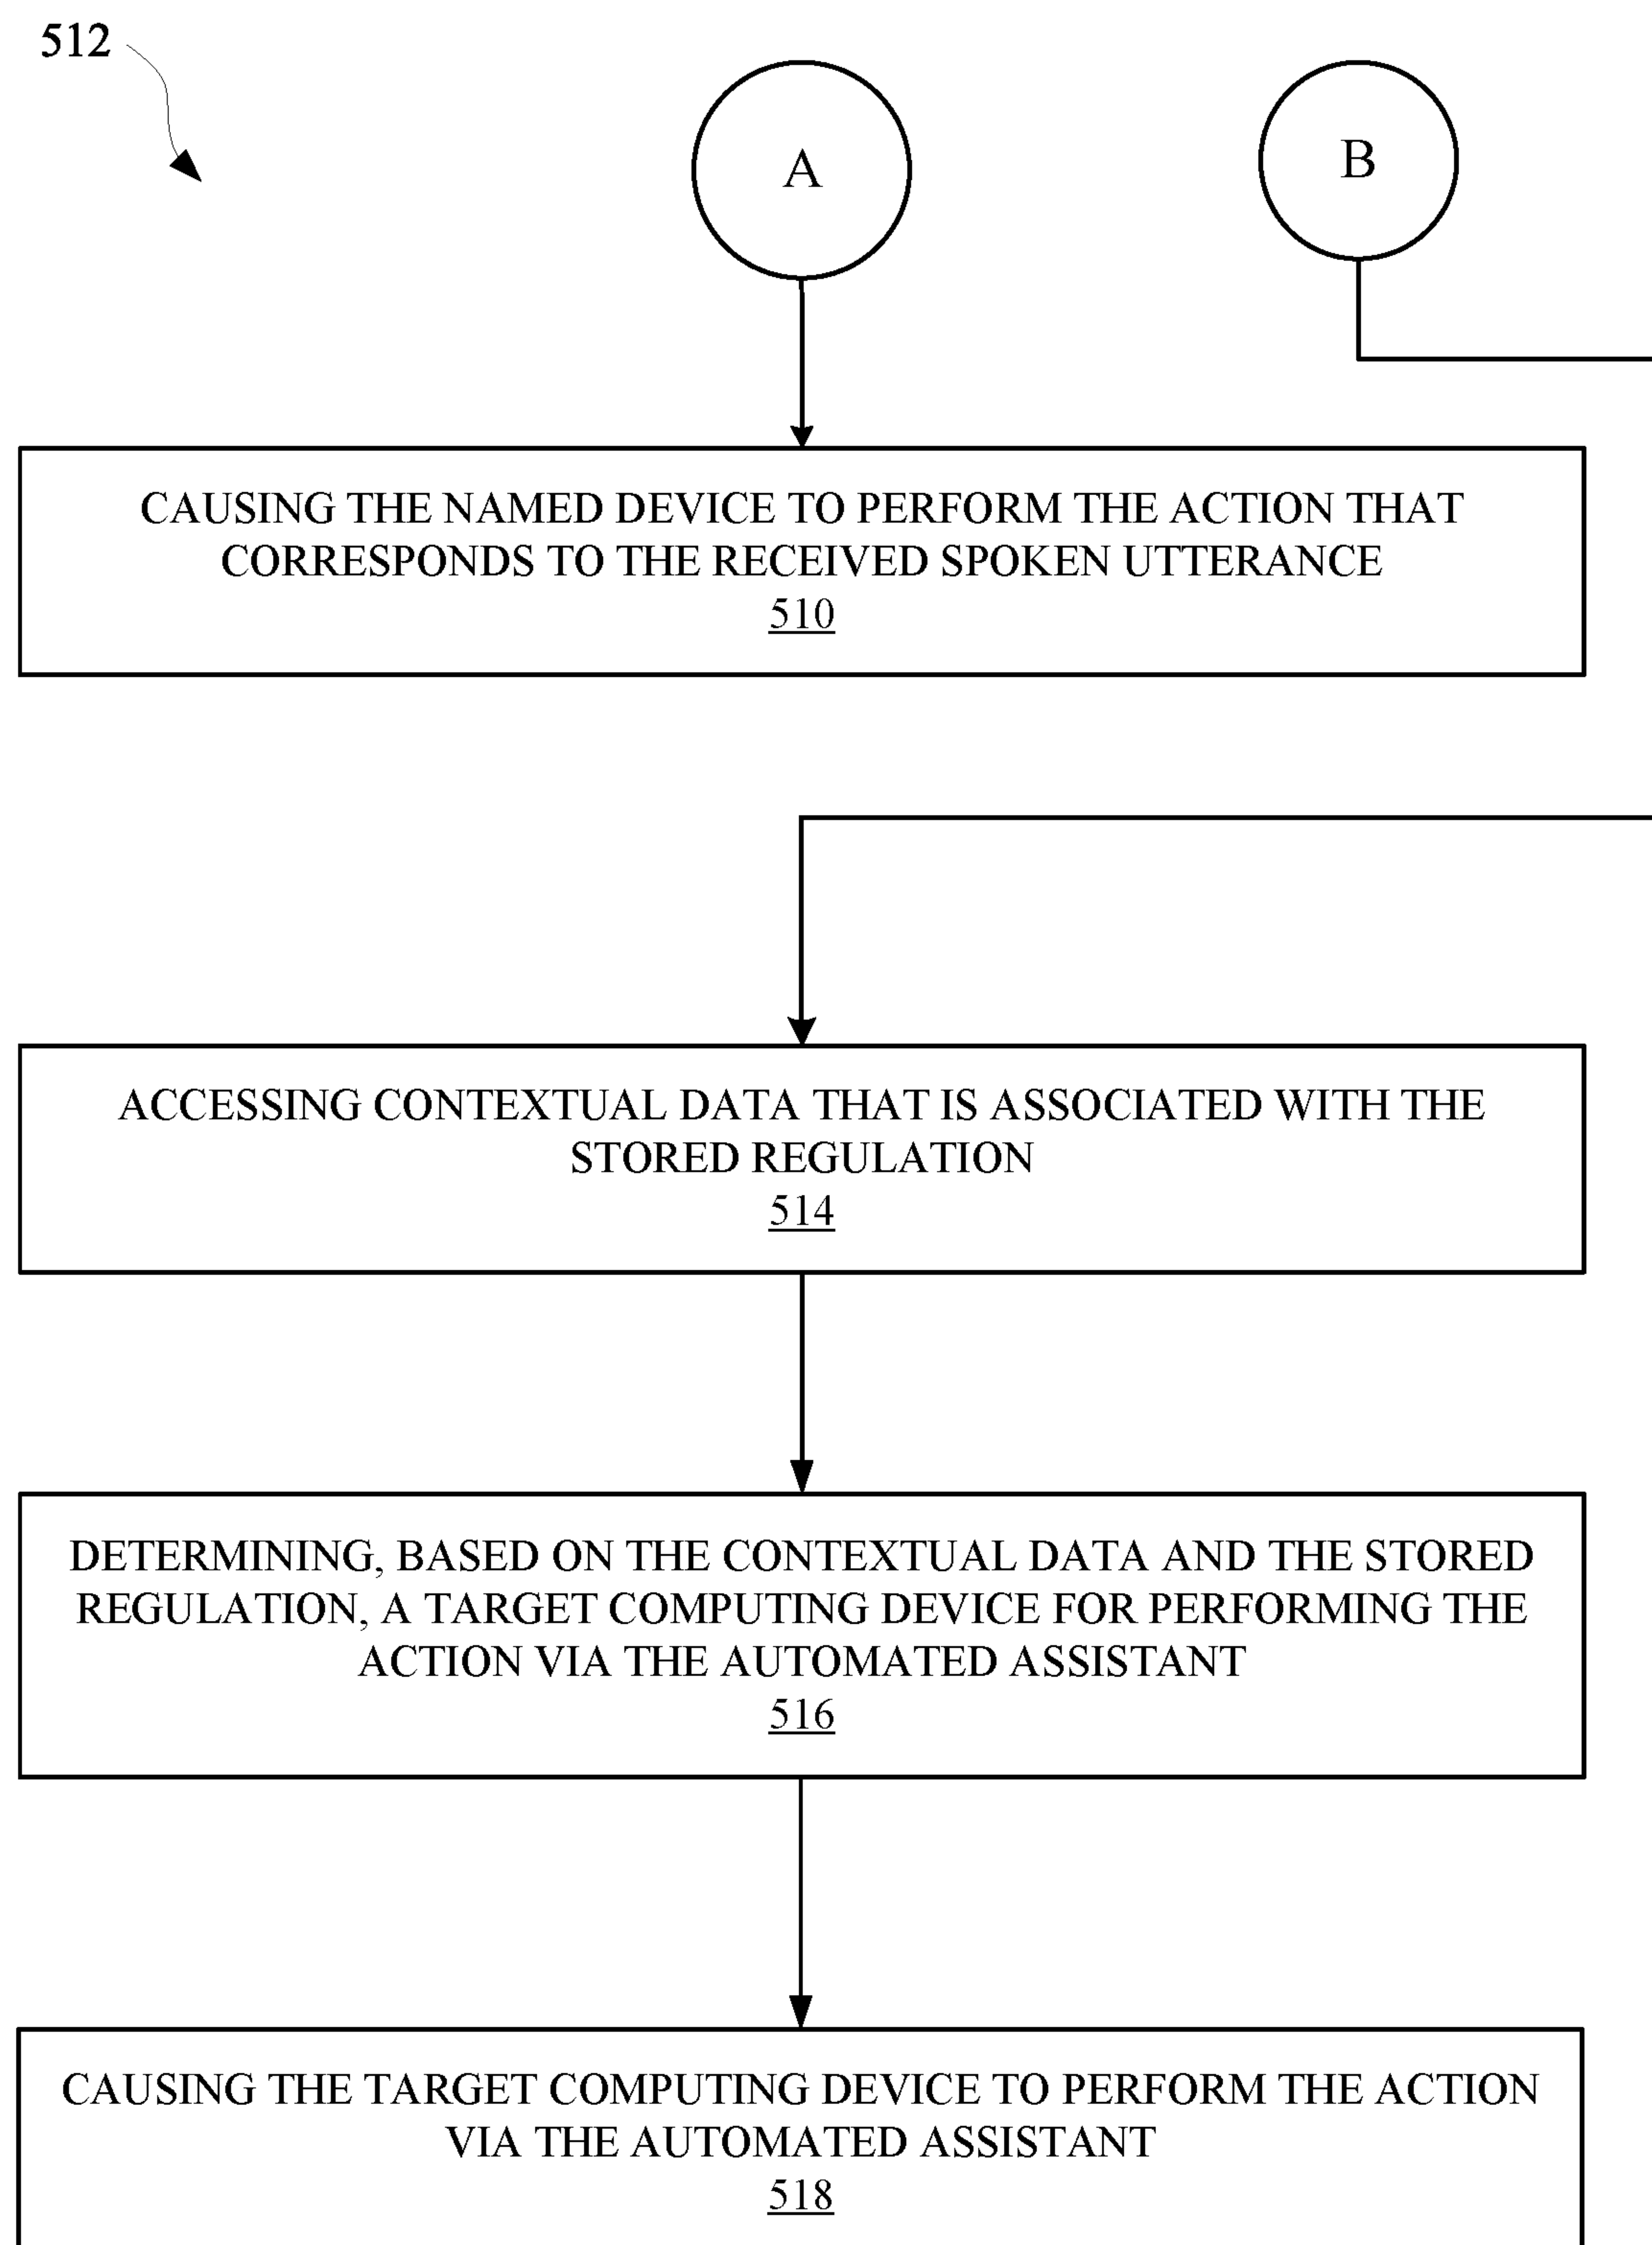 512
A
B
CAUSING THE NAMED DEVICE TO PERFORM THE ACTION THAT
CORRESPONDS TO THE RECEIVED SPOKEN UTTERANCE
510
ACCESSING CONTEXTUAL DATA THAT IS ASSOCIATED WITH THE
STORED REGULATION
514
DETERMINING, BASED ON THE CONTEXTUAL DATA AND THE STORED
REGULATION, A TARGET COMPUTING DEVICE FOR PERFORMING THE
ACTION VIA THE AUTOMATED ASSISTANT
516
CAUSING THE TARGET COMPUTING DEVICE TO PERFORM THE ACTION
VIA THE AUTOMATED ASSISTANT
518